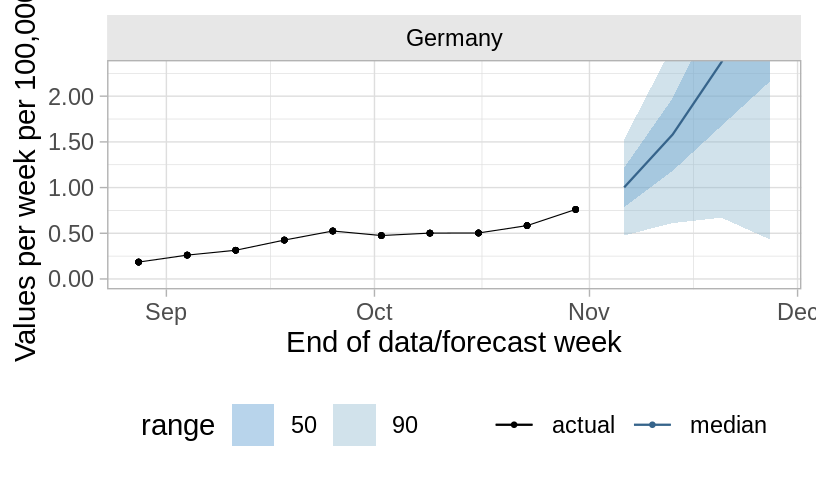 Germany
Values per week per 100,000
2.00
1.50
1.00
0.50
0.00
Sep
Oct
Nov
Dec
End of data/forecast week
range
50
90
actual
median